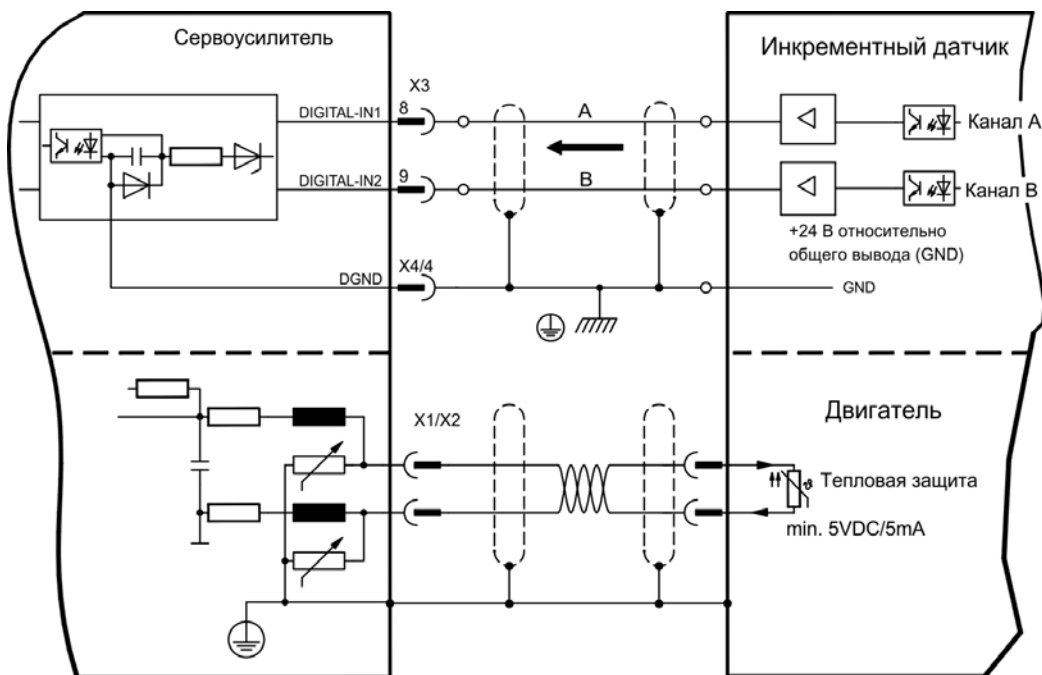 Сервоусилитель
Инкрементный датчик
X3
DIGITAL-IN1
8
A
Канал A
DIGITAL-IN2
9
B
Канал B
+24 В относительно
общего вывода (GND)
DGND
X4/4
GND
X1/X2
Двигатель
ϑ
Тепловая защита
min. 5VDC/5mA